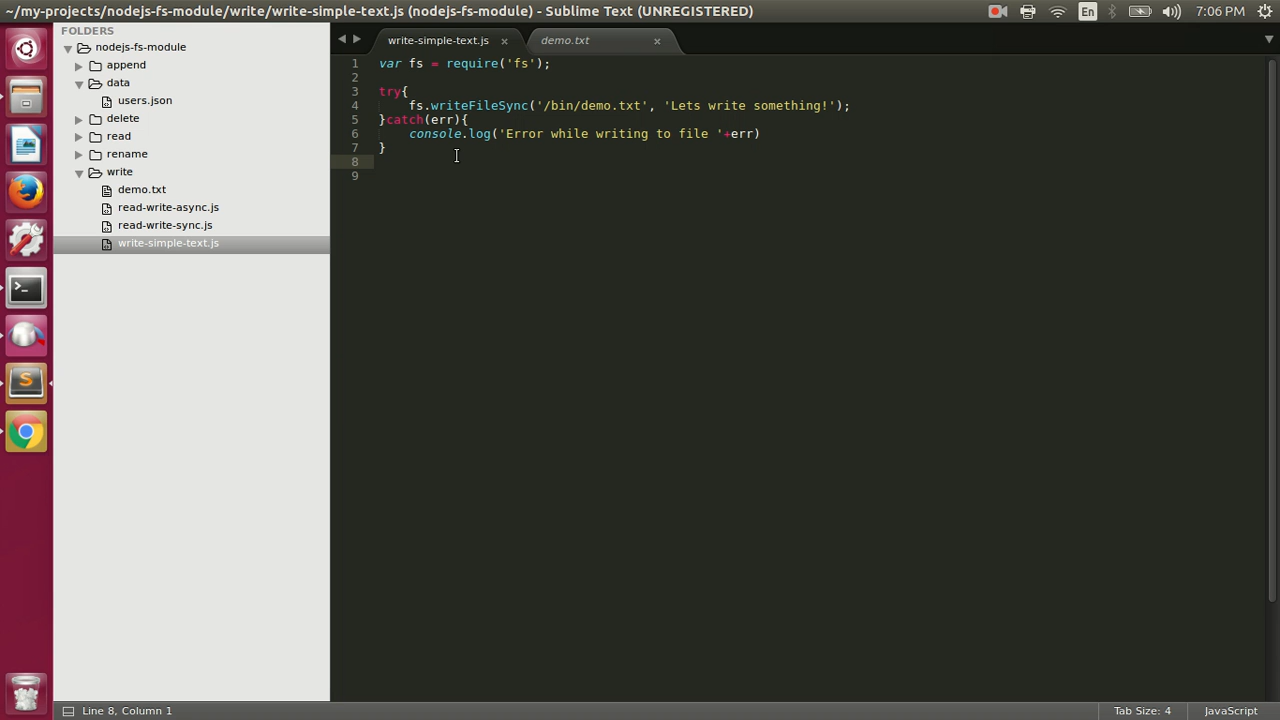 ~/my-projects/nodejs-fs-module/write/write-simple-text.js (nodejs-fs-module) - Sublime Text (UNREGISTERED)
En
7:06 PM
FOLDERS
nodejs-fs-module
append
data
users.json
delete
read
rename
write
demo.txt
read-write-async.js
read-write-sync.js
write-simple-text.js
write-simple-text.js ×
demo.txt ×
1 var fs = require('fs');
2
3 try{
4 fs.writeFileSync('/bin/demo.txt', 'Lets write something!');
5 }catch(err){
6 console.log('Error while writing to file '+err)
7 }
8
9
Line 8, Column 1
Tab Size: 4
JavaScript